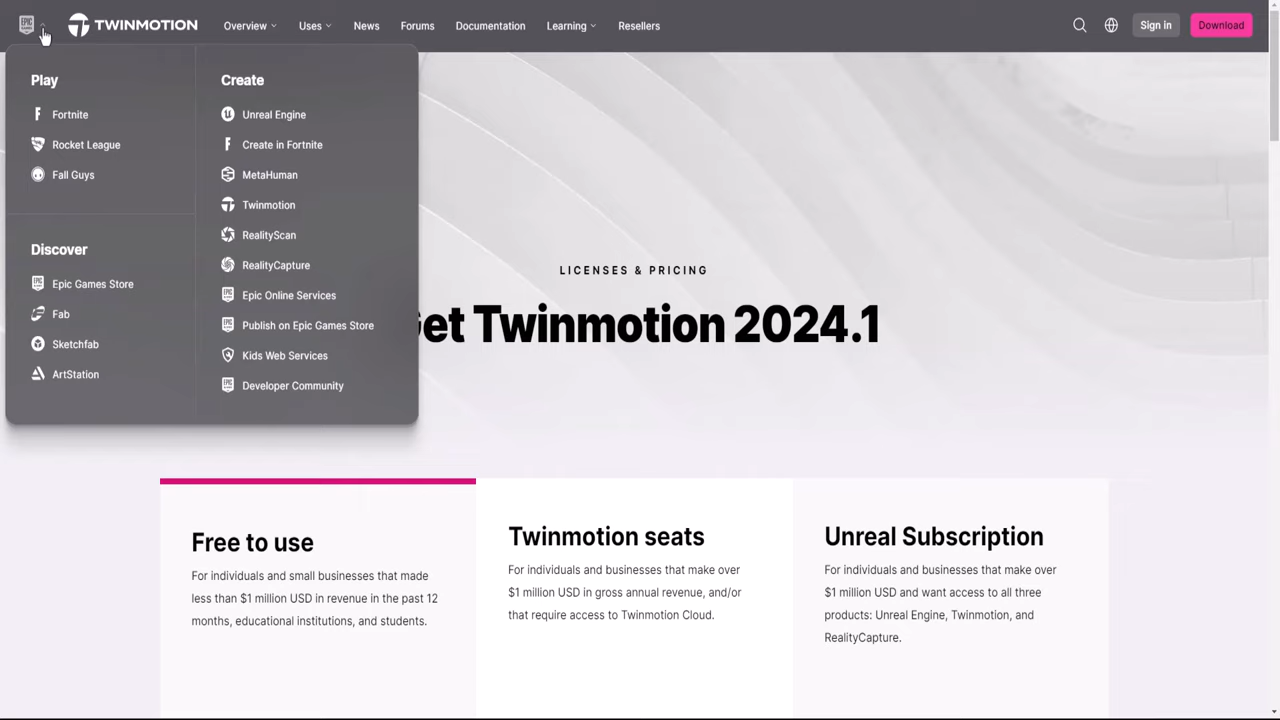 TWINMOTION
Overview
Uses
News
Forums
Documentation
Learning
Resellers
Sign in
Download
Play
Fortnite
Rocket League
Fall Guys
Discover
Epic Games Store
Fab
Sketchfab
ArtStation
Create
Unreal Engine
Create in Fortnite
MetaHuman
Twinmotion
RealityScan
RealityCapture
Epic Online Services
Publish on Epic Games Store
Kids Web Services
Developer Community
LICENSES & PRICING
Get Twinmotion 2024.1
Free to use
For individuals and small businesses that made
less than $1 million USD in revenue in the past 12
months, educational institutions, and students.
Twinmotion seats
For individuals and businesses that make over
$1 million USD in gross annual revenue, and/or
that require access to Twinmotion Cloud.
Unreal Subscription
For individuals and businesses that make over
$1 million USD and want access to all three
products: Unreal Engine, Twinmotion, and
RealityCapture.